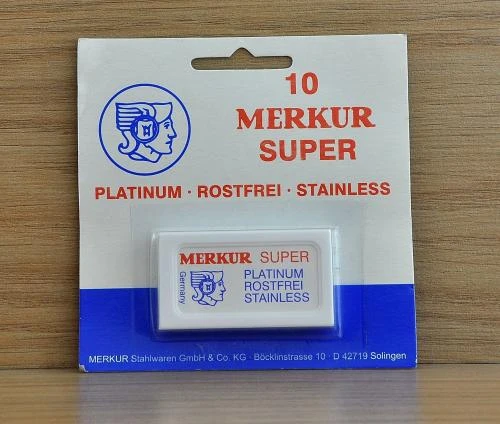 10
MERKUR
SUPER
PLATINUM · ROSTFREI · STAINLESS
MERKUR SUPER
Germany
PLATINUM
ROSTFREI
STAINLESS
MERKUR Stahlwaren GmbH & Co. KG · Böcklinstrasse 10 · D 42719 Solingen